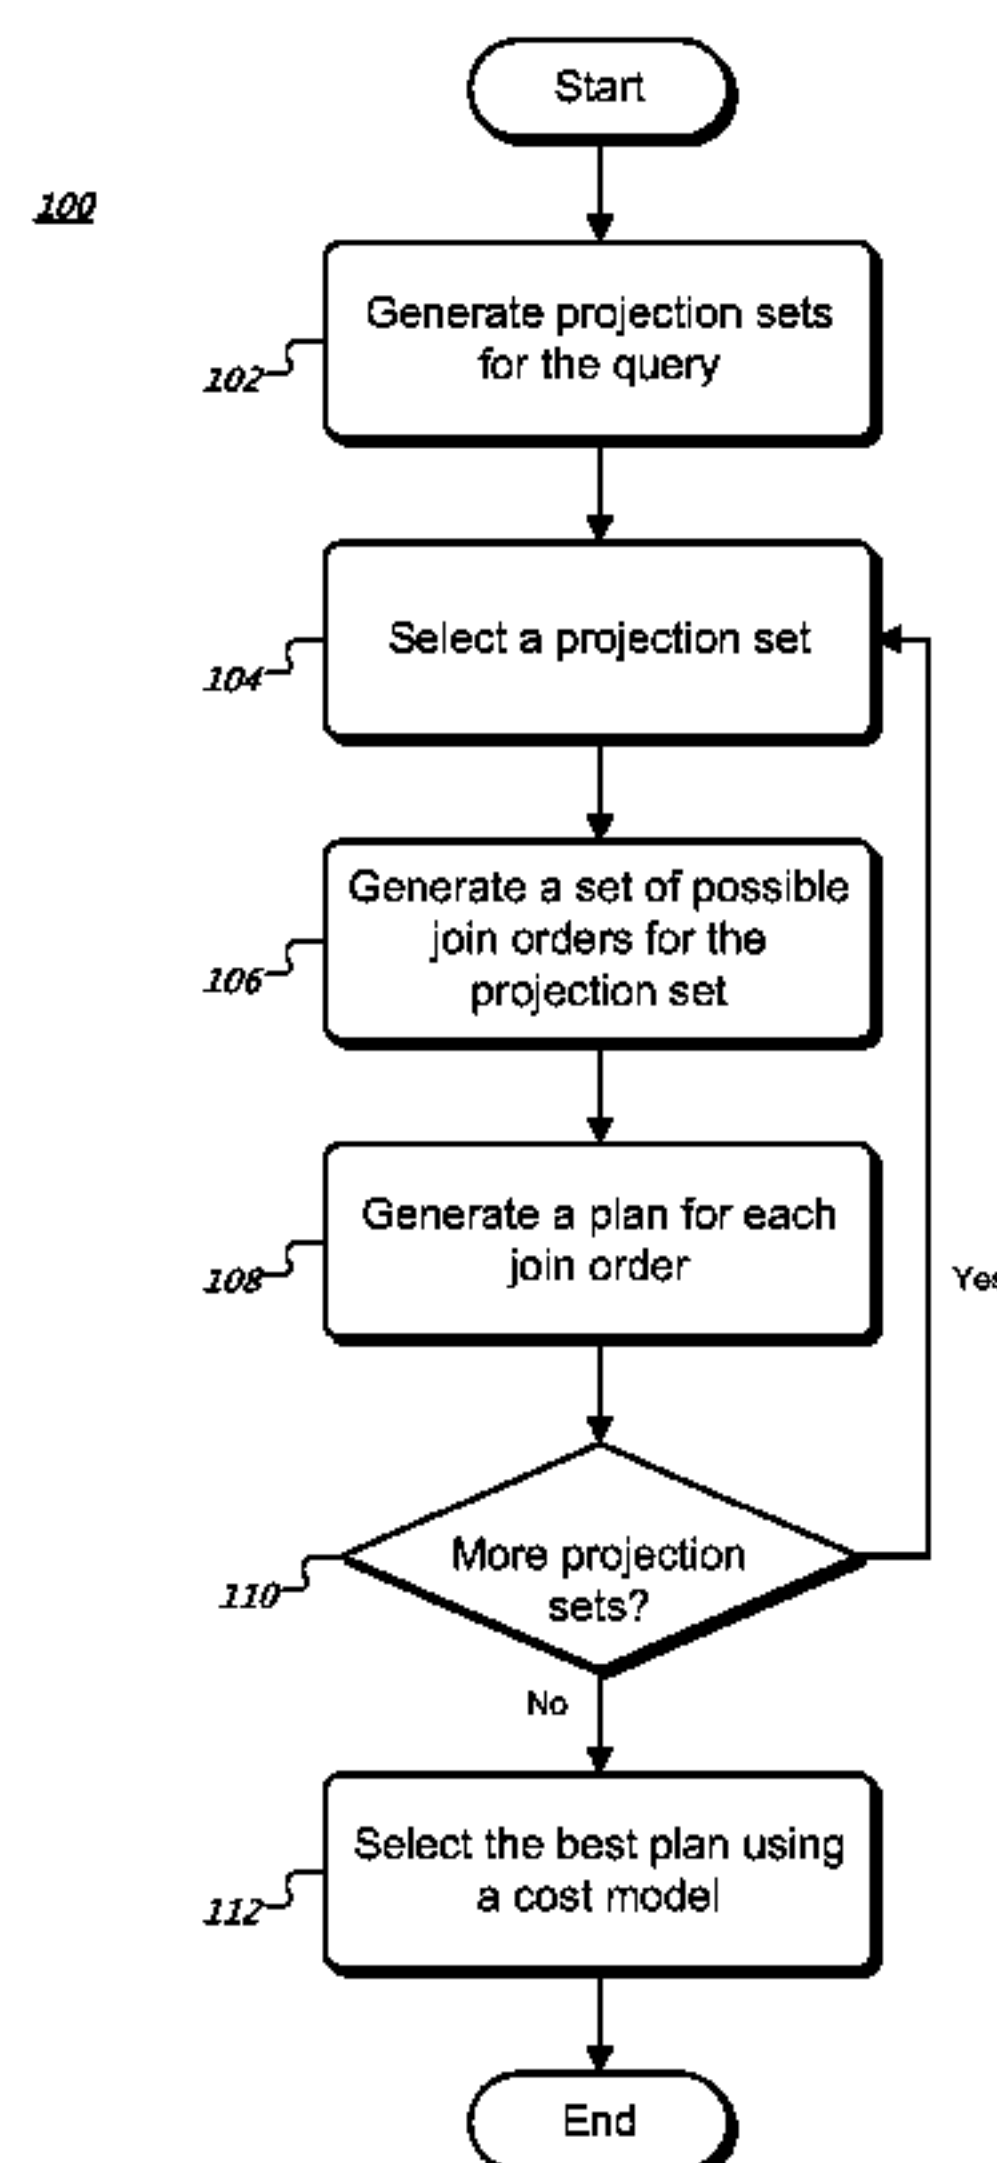 Start
100
Generate projection sets
for the query
102
Select a projection set
104
Generate a set of possible
join orders for the
projection set
106
Generate a plan for each
join order
108
Yes
More projection
sets?
110
No
Select the best plan using
a cost model
112
End